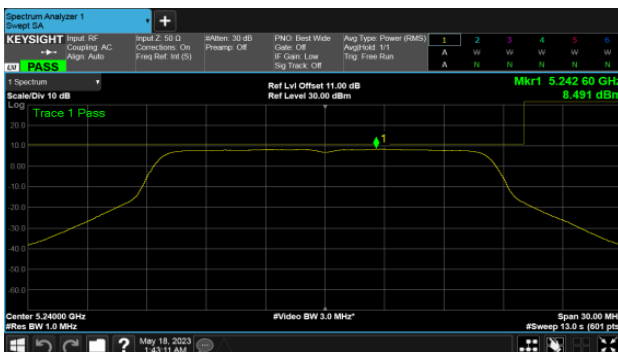 Spectrum Analyzer 1
Swept SA
+
KEYSIGHT Input: RF Input Z: 50 Ω #Atten: 30 dB PNO: Best Wide Avg Type: Power (RMS) 1 2 3 4 5 6
Coupling: AC Corrections: On Preamp: Off Gate: Off Avg|Hold: 1/1 A W W W W W
Align: Auto Freq Ref: Int (S) IF Gain: Low Trig: Free Run
LXI PASS Sig Track: Off A N N N N N
1 Spectrum
Scale/Div 10 dB
Ref Lvl Offset 11.00 dB
Ref Level 30.00 dBm
Mkr1 5.242 60 GHz
8.491 dBm
Log
Trace 1 Pass
20.0
10.0
1
0.00
-10.0
-20.0
-30.0
-40.0
-50.0
-60.0
Center 5.24000 GHz #Video BW 3.0 MHz* Span 30.00 MHz
#Res BW 1.0 MHz #Sweep 13.0 s (601 pts)
? May 18, 2023
1:43:11 AM